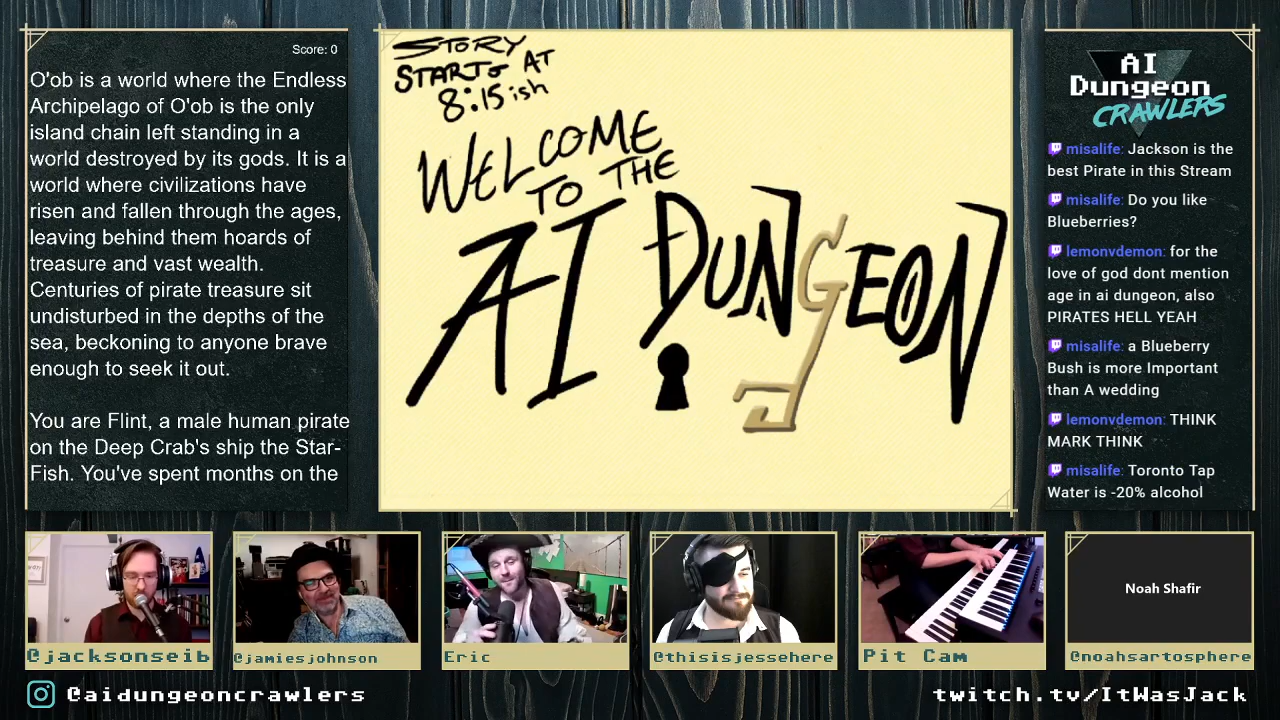 Score: 0
O'ob is a world where the Endless
Archipelago of O'ob is the only
island chain left standing in a
world destroyed by its gods. It is a
world where civilizations have
risen and fallen through the ages,
leaving behind them hoards of
treasure and vast wealth.
Centuries of pirate treasure sit
undisturbed in the depths of the
sea, beckoning to anyone brave
enough to seek it out.
You are Flint, a male human pirate
on the Deep Crab's ship the Star-
Fish. You've spent months on the
STORY
STARTS AT
8:15ish
WELCOME
TO THE
AI DUNGEON
AI
Dungeon
CRAWLERS
misalife: Jackson is the
best Pirate in this Stream
misalife: Do you like
Blueberries?
lemonvdemon: for the
love of god dont mention
age in ai dungeon, also
PIRATES HELL YEAH
misalife: a Blueberry
Bush is more Important
than A wedding
lemonvdemon: THINK
MARK THINK
misalife: Toronto Tap
Water is -20% alcohol
Noah Shafir
@jacksonseib
@jamiesjohnson
Eric
@thisisjessehere
Pit Cam
@noahsartosphere
@aidungeoncrawlers
twitch.tv/ItWasJack